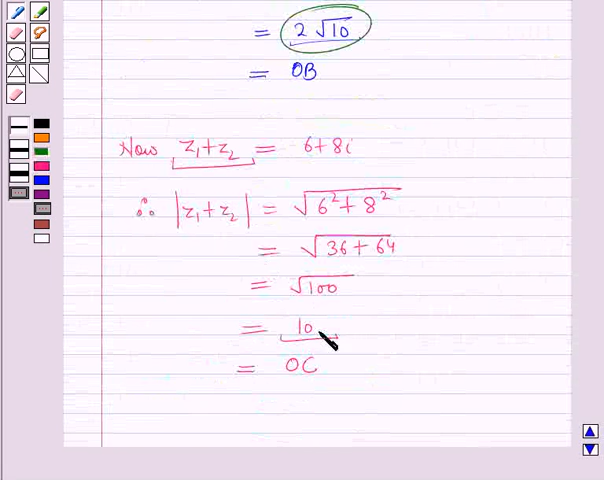 = 2√10
= OB
Now z₁+z₂ = 6+8i
∴ |z₁+z₂| = √6²+8²
= √36+64
= √100
= 10
= OC